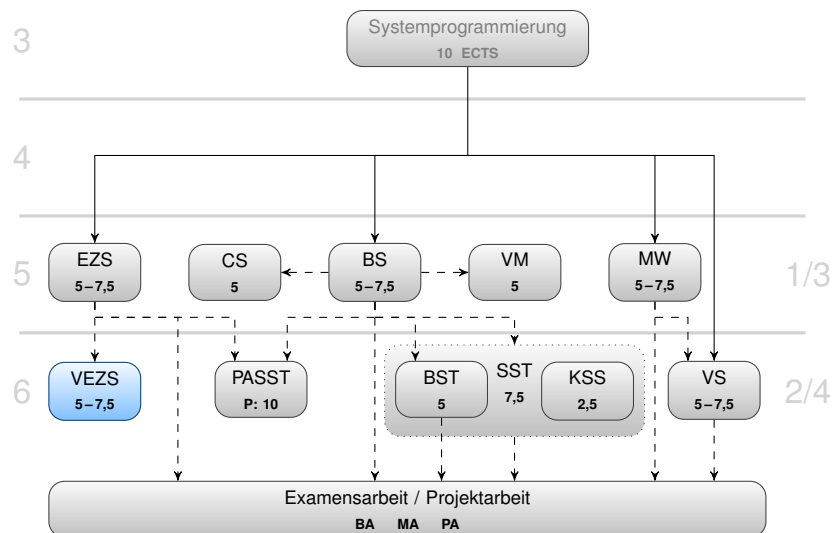 3
Systemprogrammierung
10 ECTS
4
5
EZS
5–7,5
CS
5
BS
5–7,5
VM
5
MW
5–7,5
1/3
6
VEZS
5–7,5
PASST
P: 10
BST
5
SST
7,5
KSS
2,5
VS
5–7,5
2/4
Examensarbeit / Projektarbeit
BA MA PA